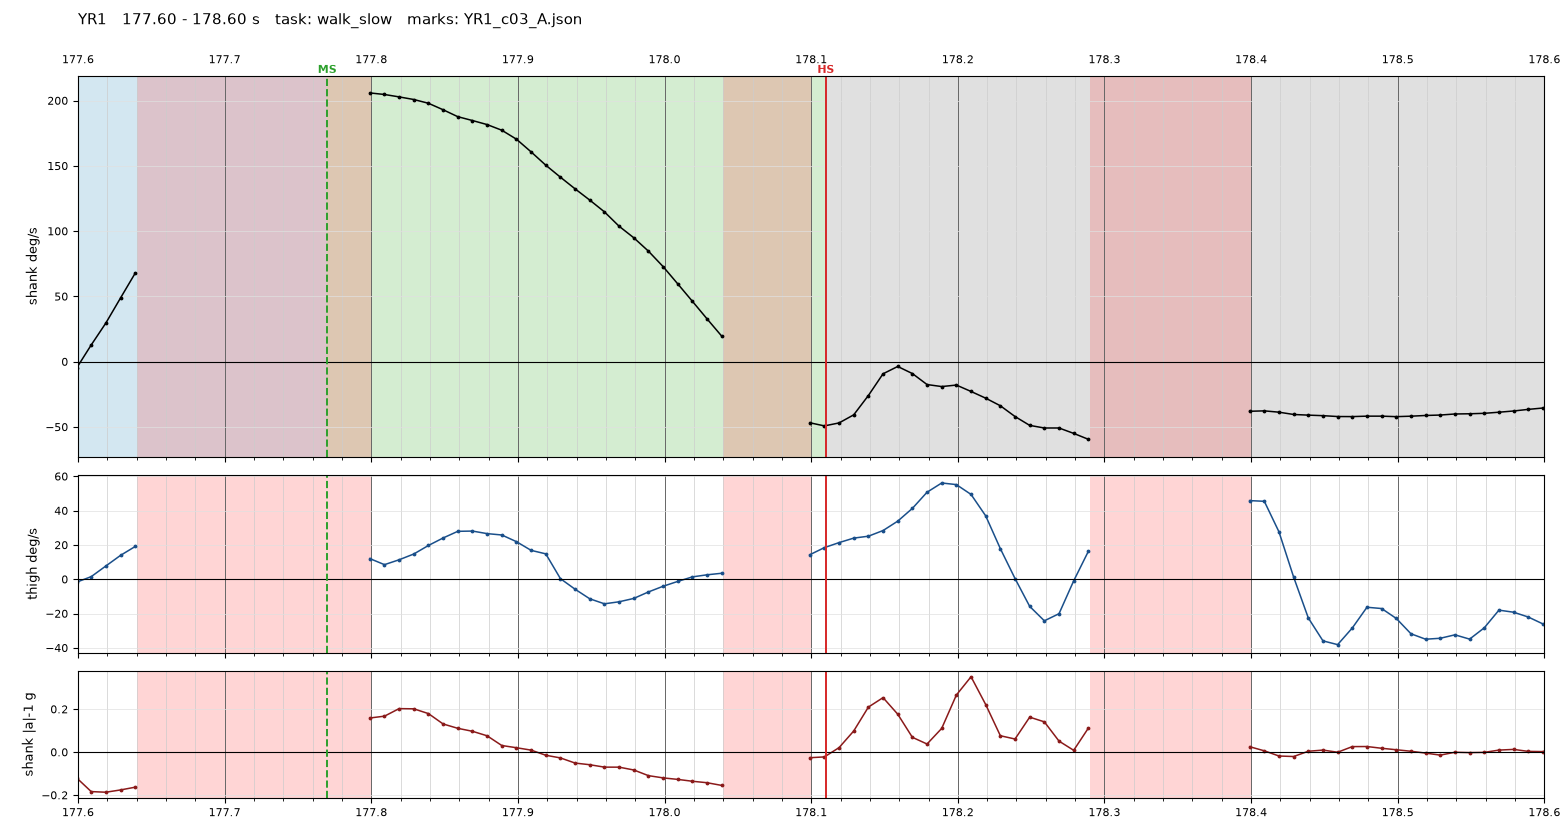 YR1   177.60 - 178.60 s   task: walk_slow   marks: YR1_c03_A.json
177.6 177.7 177.8 177.9 178.0 178.1 178.2 178.3 178.4 178.5 178.6
MS HS
shank deg/s
200
150
100
50
0
−50
thigh deg/s
60
40
20
0
−20
−40
shank |a|-1 g
0.2
0.0
−0.2
177.6 177.7 177.8 177.9 178.0 178.1 178.2 178.3 178.4 178.5 178.6